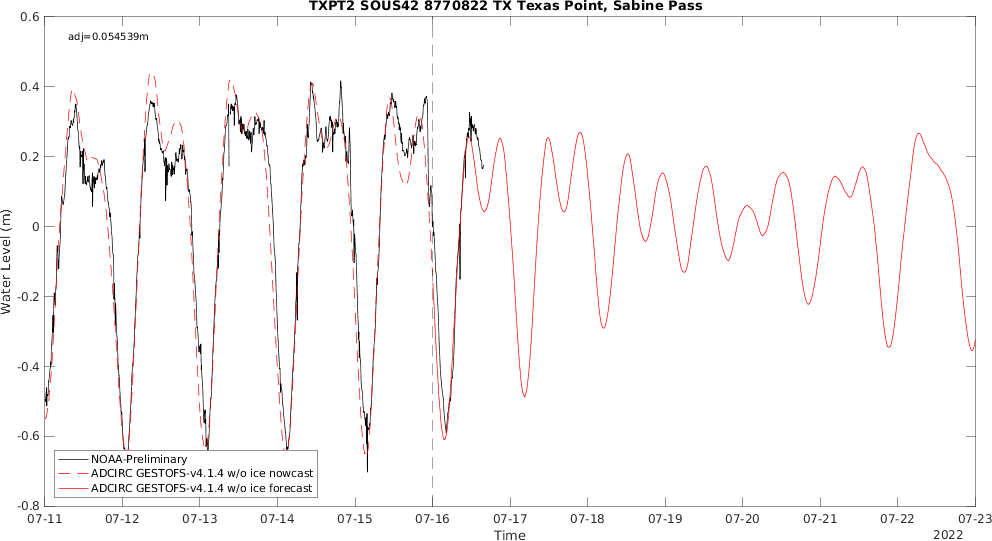 TXPT2 SOUS42 8770822 TX Texas Point, Sabine Pass
adj=0.054539m
0.6
0.4
0.2
0
-0.2
-0.4
-0.6
-0.8
Water Level (m)
NOAA-Preliminary
ADCIRC GESTOFS-v4.1.4 w/o ice nowcast
ADCIRC GESTOFS-v4.1.4 w/o ice forecast
07-11 07-12 07-13 07-14 07-15 07-16 07-17 07-18 07-19 07-20 07-21 07-22 07-23
Time
2022